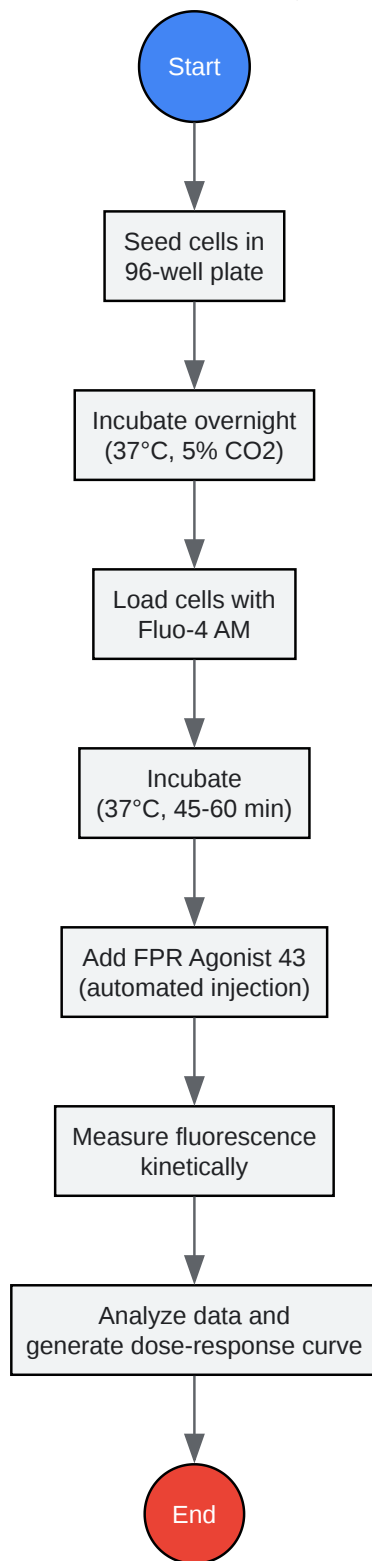 Start
Seed cells in
96-well plate
Incubate overnight
(37°C, 5% CO2)
Load cells with
Fluo-4 AM
Incubate
(37°C, 45-60 min)
Add FPR Agonist 43
(automated injection)
Measure fluorescence
kinetically
Analyze data and
generate dose-response curve
End